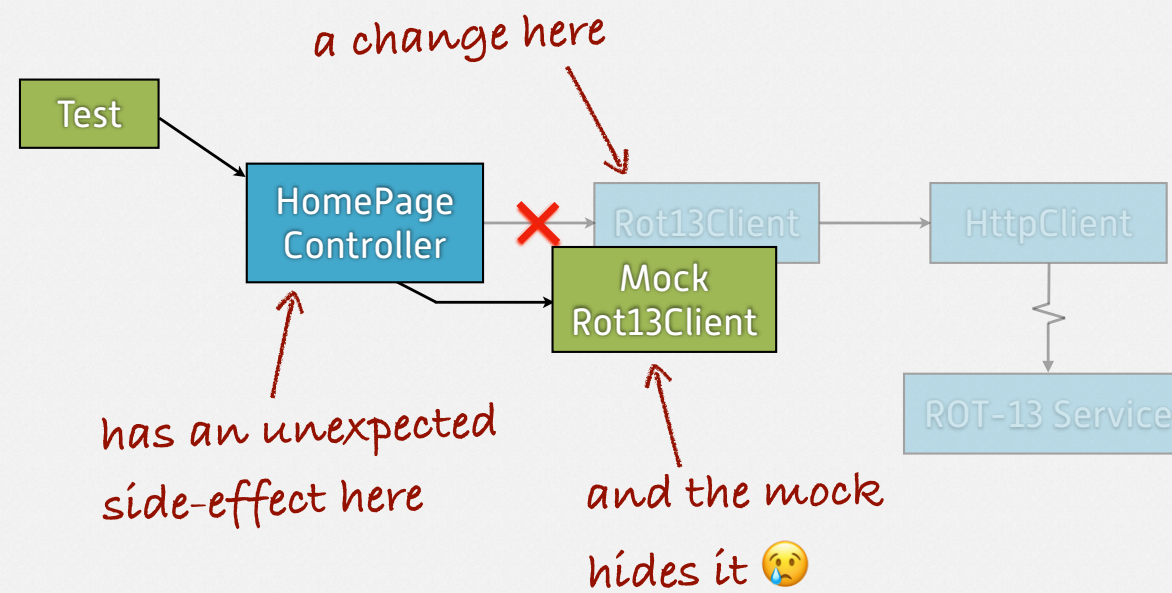 a change here
Test
HomePage
Controller
Rot13Client
HttpClient
Mock
Rot13Client
ROT-13 Service
has an unexpected
side-effect here
and the mock
hides it 😢